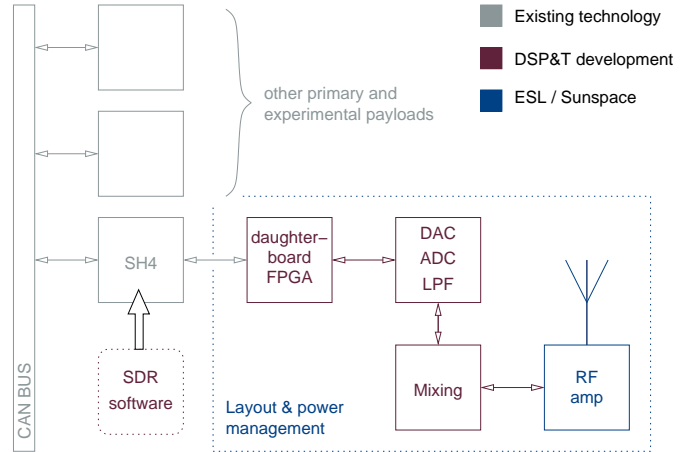 Existing technology
DSP&T development
ESL / Sunspace
other primary and
experimental payloads
CAN BUS
SH4
daughter–
board
FPGA
DAC
ADC
LPF
SDR
software
Mixing
RF
amp
Layout & power
management